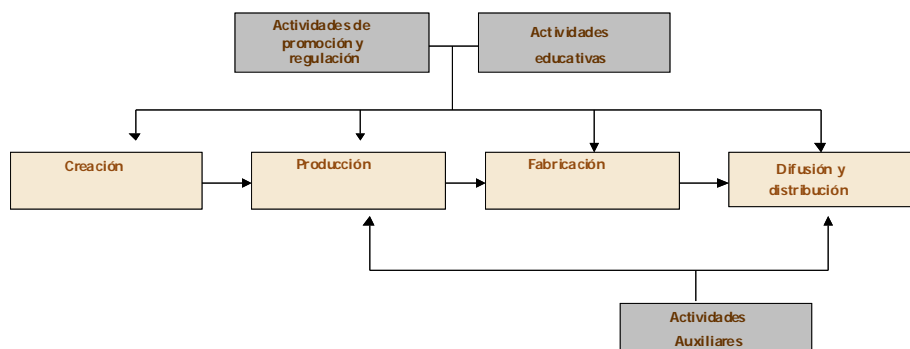 Actividades de
promoción y
regulación
Actividades
educativas
Creación
Producción
Fabricación
Difusión y
distribución
Actividades
Auxiliares